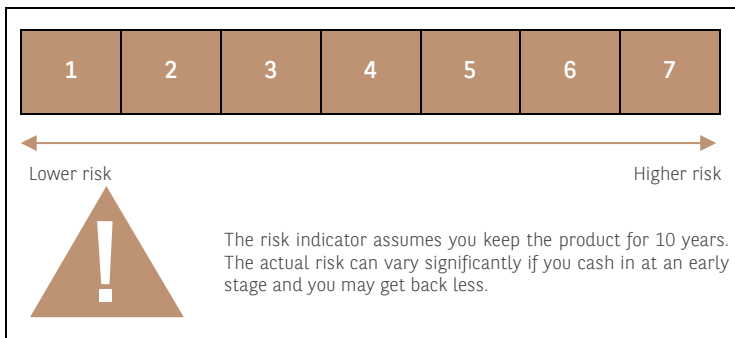 1 2 3 4 5 6 7
Lower risk Higher risk
!
The risk indicator assumes you keep the product for 10 years.
The actual risk can vary significantly if you cash in at an early
stage and you may get back less.